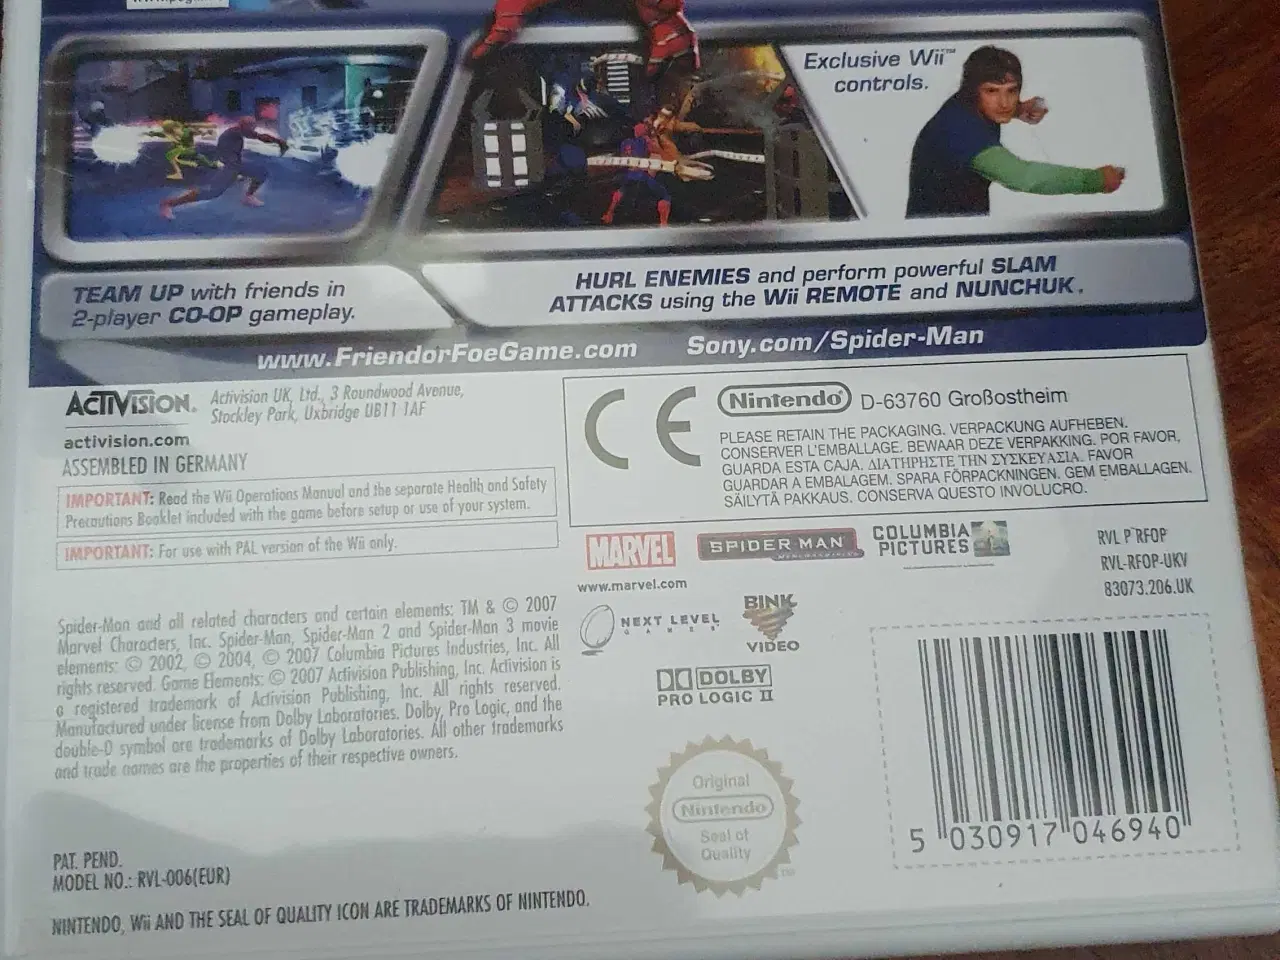 Exclusive Wii™
controls.
TEAM UP with friends in
2-player CO-OP gameplay.
HURL ENEMIES and perform powerful SLAM
ATTACKS using the Wii REMOTE and NUNCHUK.
www.FriendorFoeGame.com
Sony.com/Spider-Man
ACTIVISION.
activision.com
Activision UK, Ltd., 3 Roundwood Avenue,
Stockley Park, Uxbridge UB11 1AF
ASSEMBLED IN GERMANY
IMPORTANT: Read the Wii Operations Manual and the separate Health and Safety
Precautions Booklet included with the game before setup or use of your system.
IMPORTANT: For use with PAL version of the Wii only.
CE
Nintendo® D-63760 Großostheim
PLEASE RETAIN THE PACKAGING. VERPACKUNG AUFHEBEN.
CONSERVER L'EMBALLAGE. BEWAAR DEZE VERPAKKING. POR FAVOR,
GUARDA ESTA CAJA. ΔΙΑΤΗΡΗΣΤΕ ΤΗΝ ΣΥΣΚΕΥΑΣΙΑ. FAVOR
GUARDAR A EMBALAGEM. SPARA FÖRPACKNINGEN. GEM EMBALLAGEN.
SÄILYTÄ PAKKAUS. CONSERVA QUESTO INVOLUCRO.
MARVEL
www.marvel.com
SPIDER MAN
MERCHANDISING
COLUMBIA
PICTURES
RVL P RFOP
RVL-RFOP-UKV
83073.206.UK
NEXT LEVEL
GAMES
BINK
VIDEO
DOLBY
PRO LOGIC II
Spider-Man and all related characters and certain elements: TM & © 2007
Marvel Characters, Inc. Spider-Man, Spider-Man 2 and Spider-Man 3 movie
elements: © 2002, © 2004, © 2007 Columbia Pictures Industries, Inc. All
rights reserved. Game Elements: © 2007 Activision Publishing, Inc. Activision is
a registered trademark of Activision Publishing, Inc. All rights reserved.
Manufactured under license from Dolby Laboratories. Dolby, Pro Logic, and the
double-D symbol are trademarks of Dolby Laboratories. All other trademarks
and trade names are the properties of their respective owners.
Original
Nintendo
Seal of
Quality
TM
5 030917 046940
PAT. PEND.
MODEL NO.: RVL-006(EUR)
NINTENDO, Wii AND THE SEAL OF QUALITY ICON ARE TRADEMARKS OF NINTENDO.